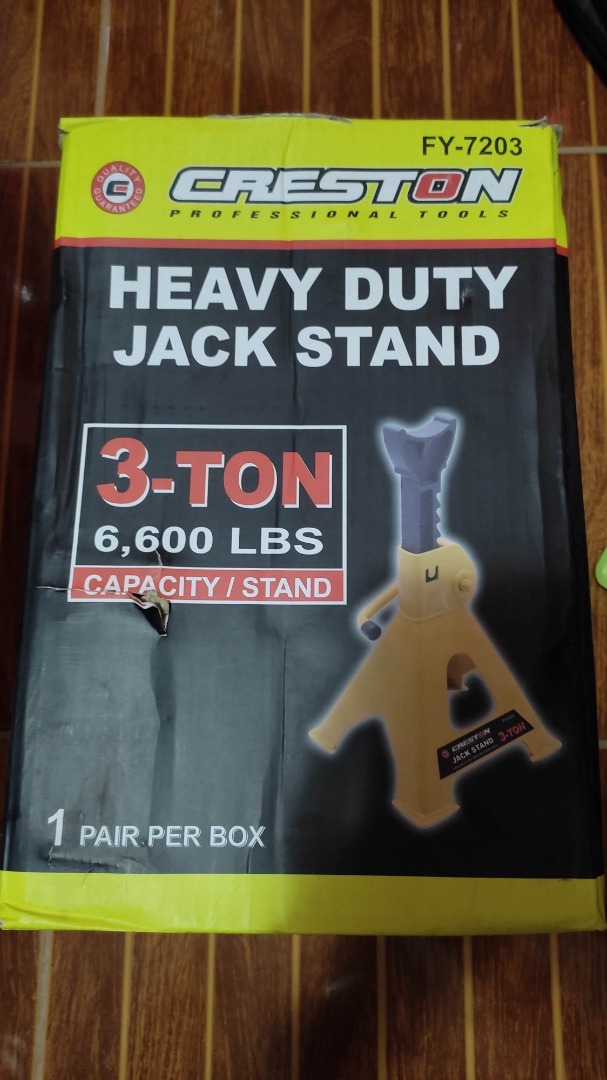 FY-7203
QUALITY GUARANTEED
CRESTON
PROFESSIONAL TOOLS
HEAVY DUTY
JACK STAND
3-TON
6,600 LBS
CAPACITY / STAND
CRESTON
JACK STAND 3-TON
1 PAIR PER BOX